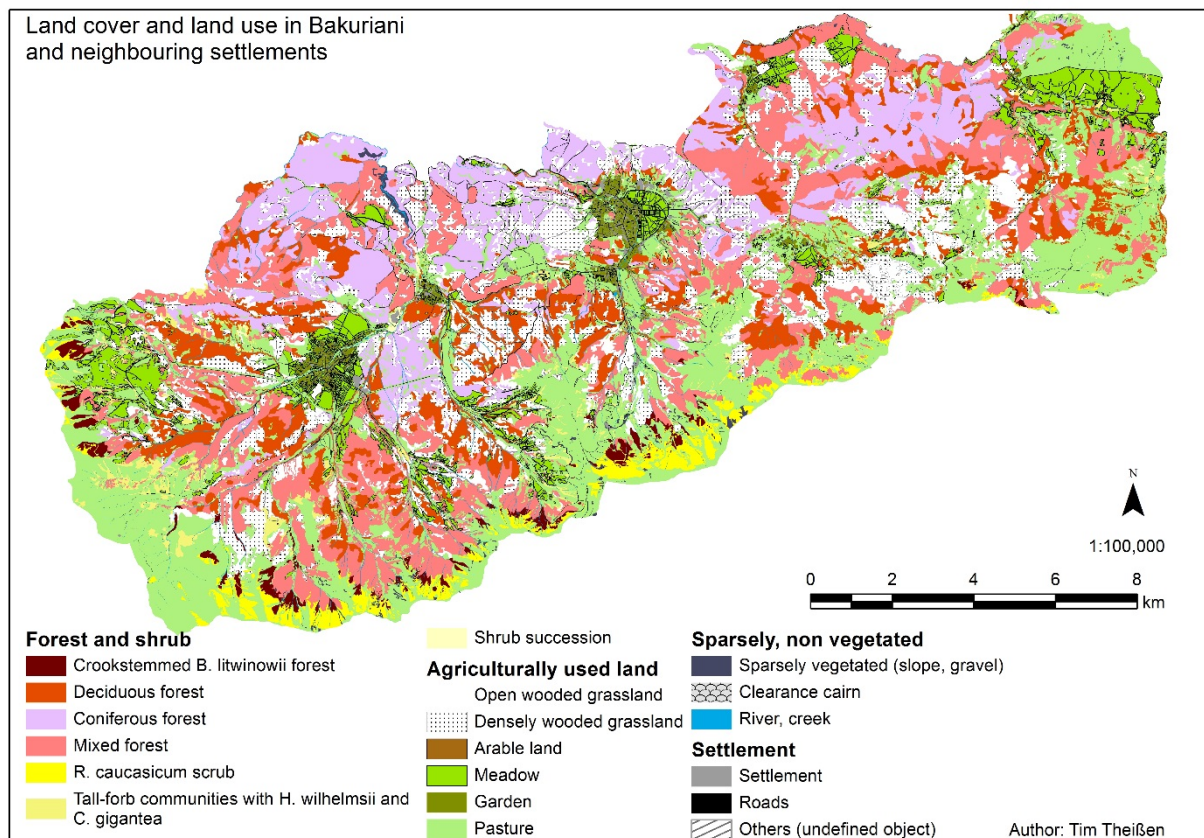 Land cover and land use in Bakuriani
and neighbouring settlements
N
1:100,000
0 2 4 6 8
km
Forest and shrub
Crookstemmed B. litwinowii forest
Deciduous forest
Coniferous forest
Mixed forest
R. caucasicum scrub
Tall-forb communities with H. wilhelmsii and
C. gigantea
Shrub succession
Agriculturally used land
Open wooded grassland
Densely wooded grassland
Arable land
Meadow
Garden
Pasture
Sparsely, non vegetated
Sparsely vegetated (slope, gravel)
Clearance cairn
River, creek
Settlement
Settlement
Roads
Others (undefined object)
Author: Tim Theißen